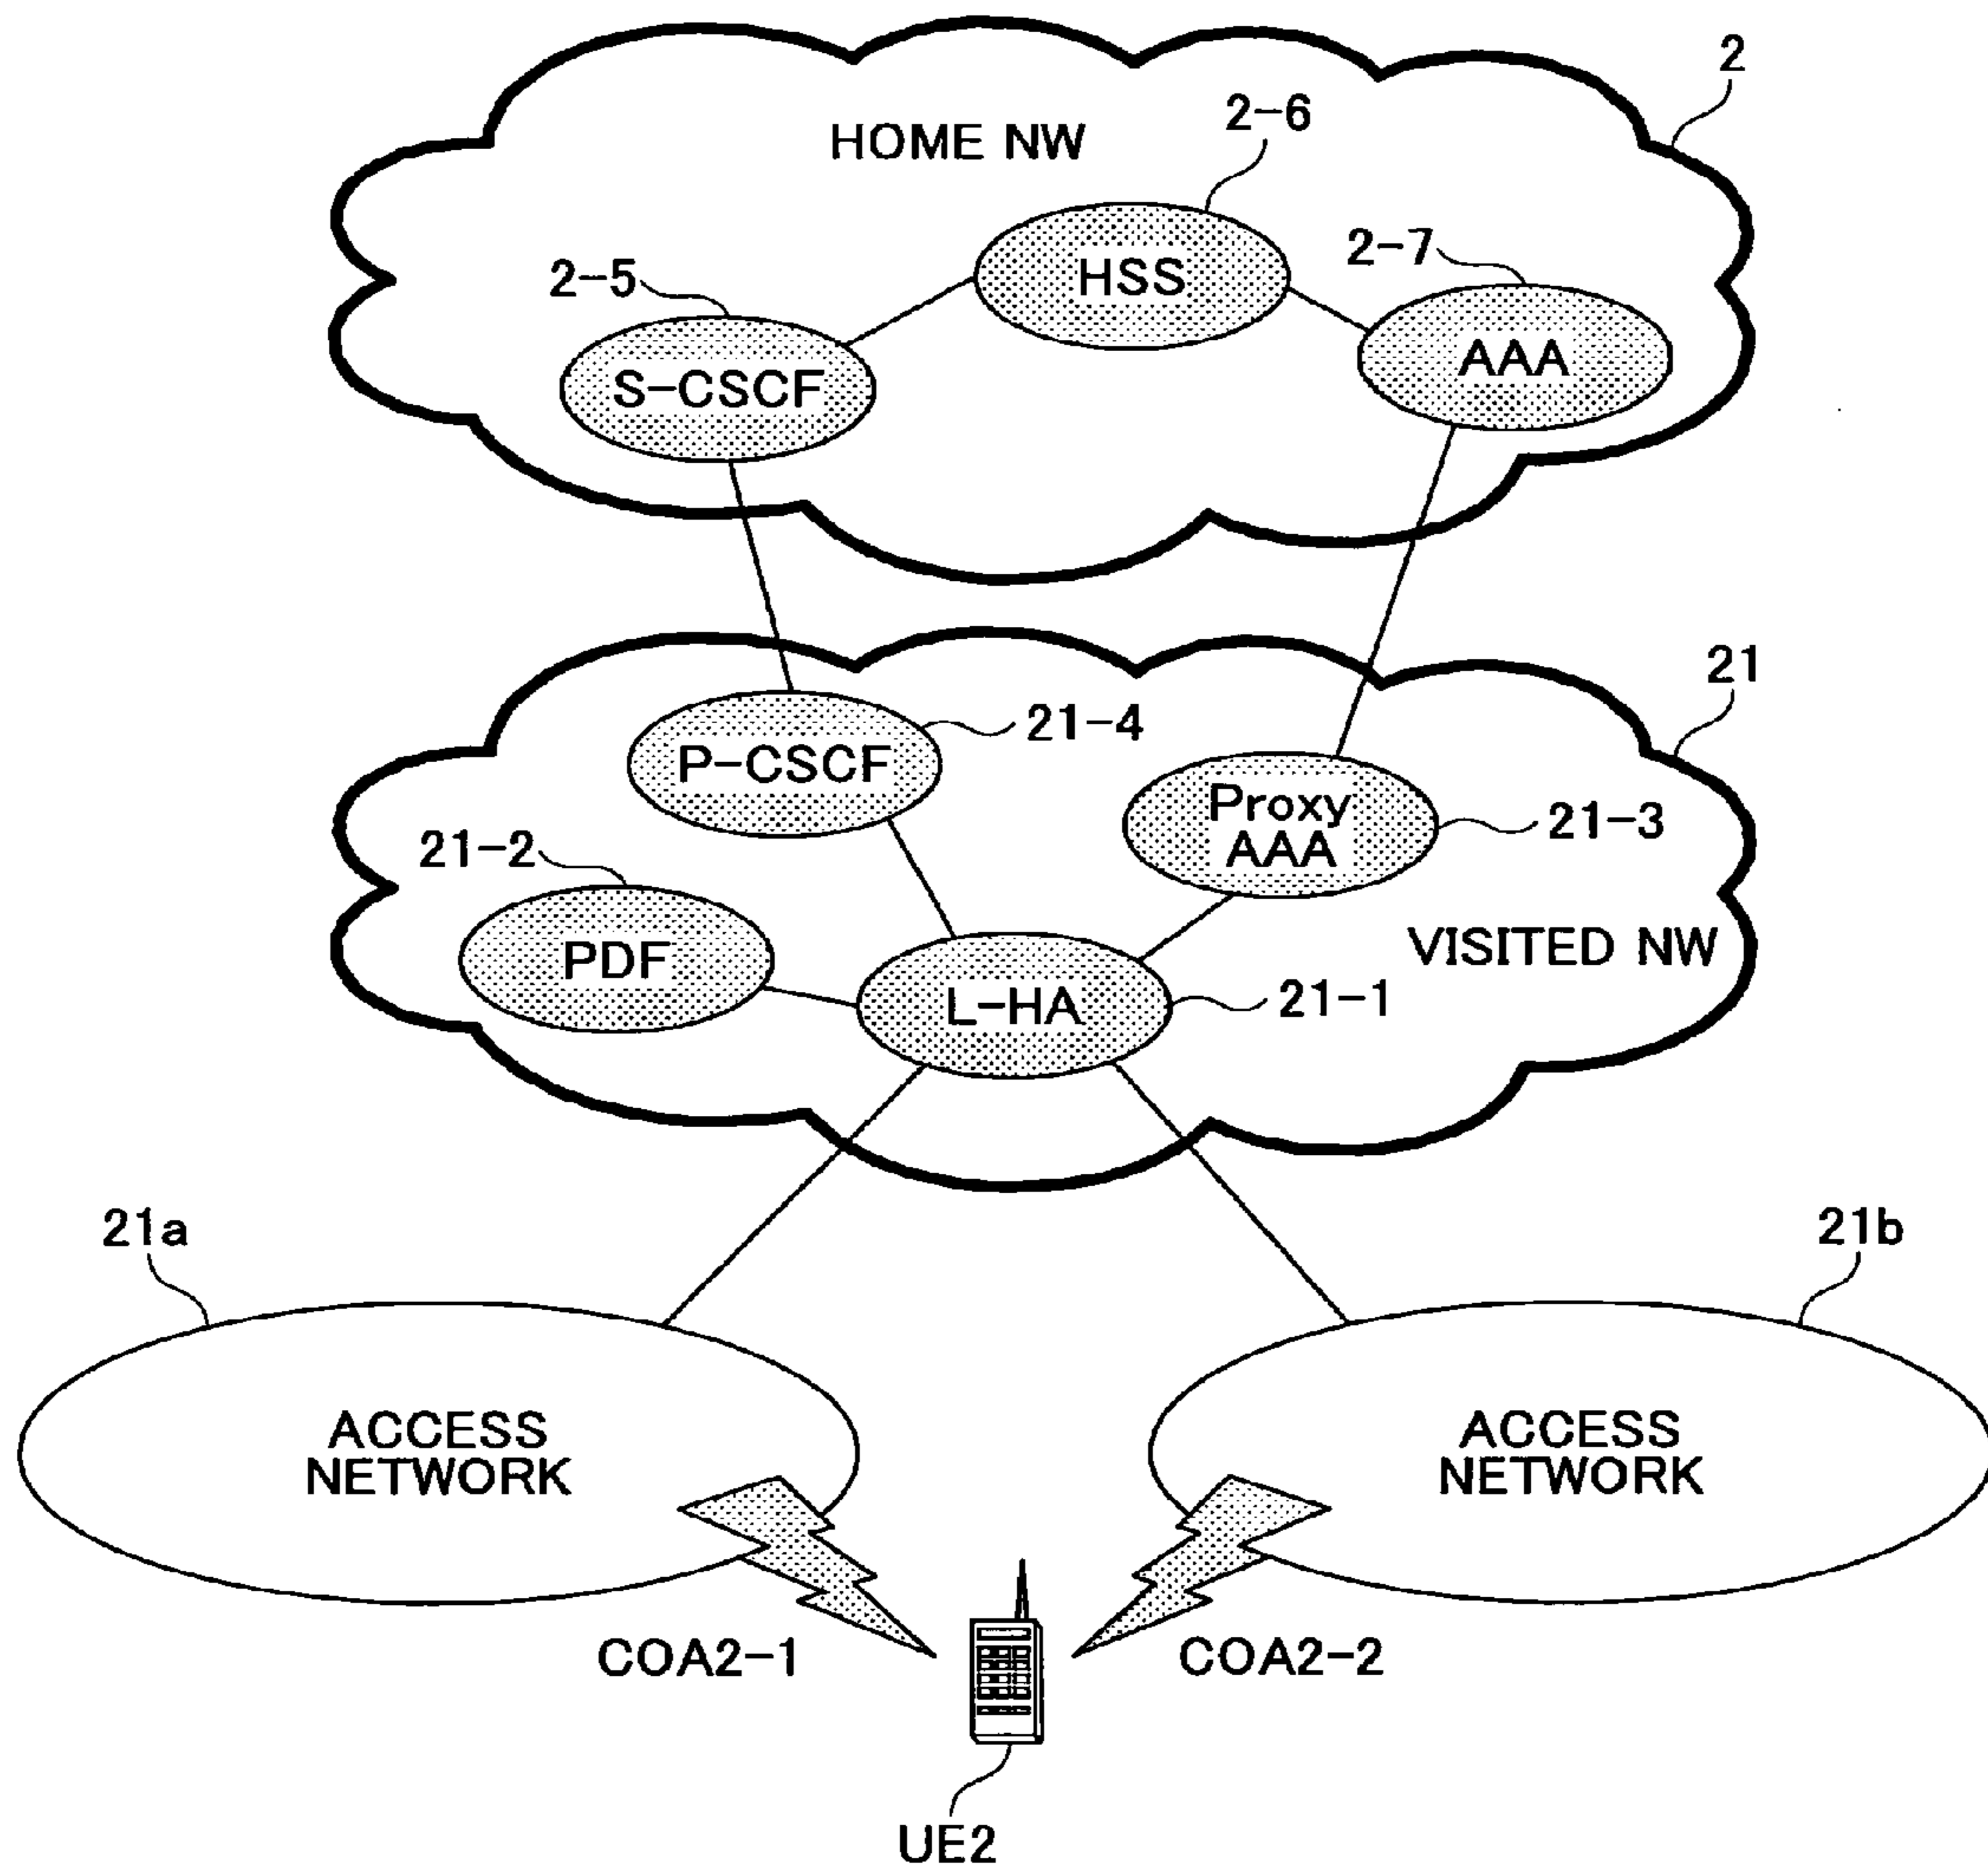 2
2-6
HOME NW
2-7
HSS
2-5
AAA
S-CSCF
21
21-4
P-CSCF
Proxy
AAA
21-3
21-2
VISITED NW
PDF
L-HA
21-1
21a
21b
ACCESS
NETWORK
ACCESS
NETWORK
COA2-1
COA2-2
UE2